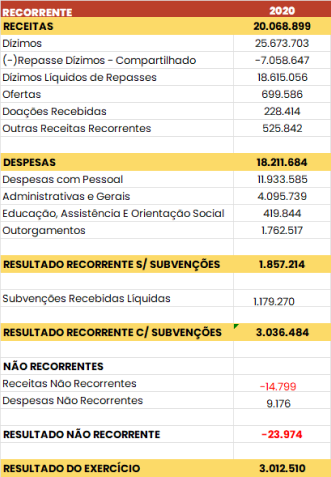 RECORRENTE 2020
RECEITAS 20.068.899
Dízimos 25.673.703
(-)Repasse Dízimos - Compartilhado -7.058.647
Dízimos Líquidos de Repasses 18.615.056
Ofertas 699.586
Doações Recebidas 228.414
Outras Receitas Recorrentes 525.842
DESPESAS 18.211.684
Despesas com Pessoal 11.933.585
Administrativas e Gerais 4.095.739
Educação, Assistência E Orientação Social 419.844
Outorgamentos 1.762.517
RESULTADO RECORRENTE S/ SUBVENÇÕES 1.857.214
Subvenções Recebidas Líquidas 1.179.270
RESULTADO RECORRENTE C/ SUBVENÇÕES 3.036.484
NÃO RECORRENTES
Receitas Não Recorrentes -14.799
Despesas Não Recorrentes 9.176
RESULTADO NÃO RECORRENTE -23.974
RESULTADO DO EXERCÍCIO 3.012.510